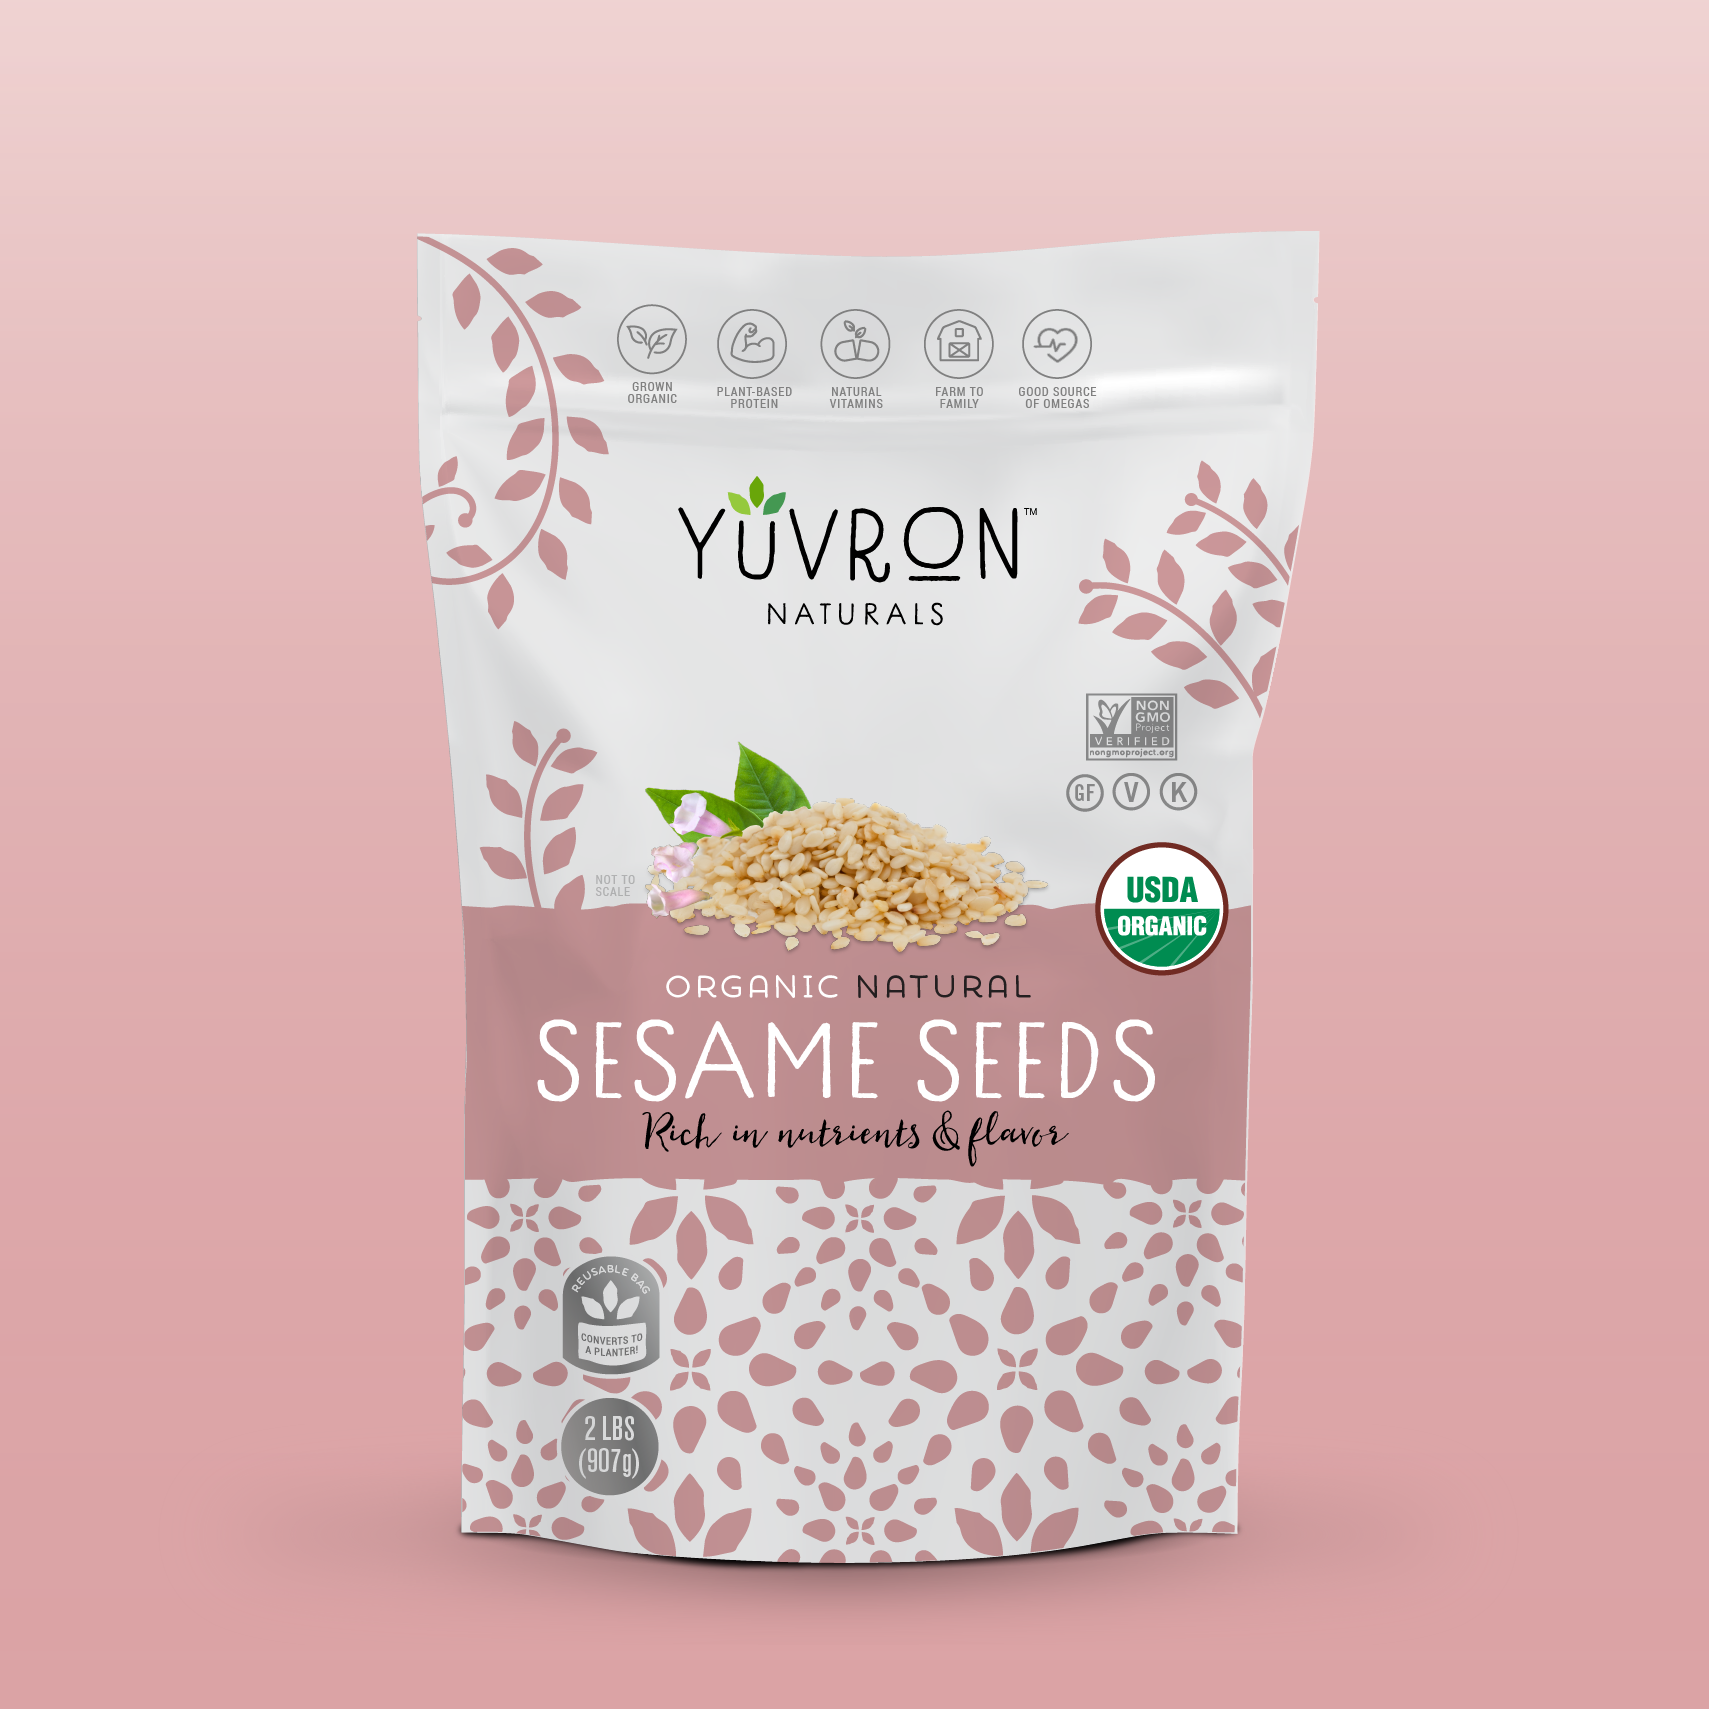 GROWN
ORGANIC
PLANT-BASED
PROTEIN
NATURAL
VITAMINS
FARM TO
FAMILY
GOOD SOURCE
OF OMEGAS
YUVRON™
NATURALS
NON
GMO
Project
VERIFIED
nongmoproject.org
GF V K
NOT TO
SCALE
USDA
ORGANIC
ORGANIC NATURAL
SESAME SEEDS
Rich in nutrients & flavor
REUSABLE BAG
CONVERTS TO
A PLANTER!
2 LBS
(907g)